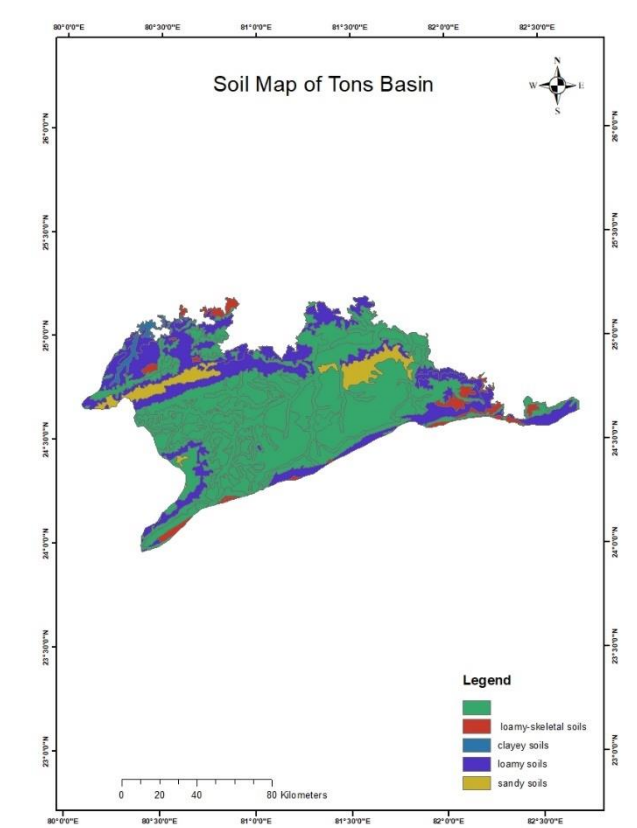 80°0'0"E 80°30'0"E 81°0'0"E 81°30'0"E 82°0'0"E 82°30'0"E
Soil Map of Tons Basin
N
W E
S
26°0'0"N 26°0'0"N
25°30'0"N 25°30'0"N
25°0'0"N 25°0'0"N
24°30'0"N 24°30'0"N
24°0'0"N 24°0'0"N
23°30'0"N 23°30'0"N
23°0'0"N 23°0'0"N
Legend
loamy-skeletal soils
clayey soils
loamy soils
sandy soils
0 20 40 80 Kilometers
80°0'0"E 80°30'0"E 81°0'0"E 81°30'0"E 82°0'0"E 82°30'0"E